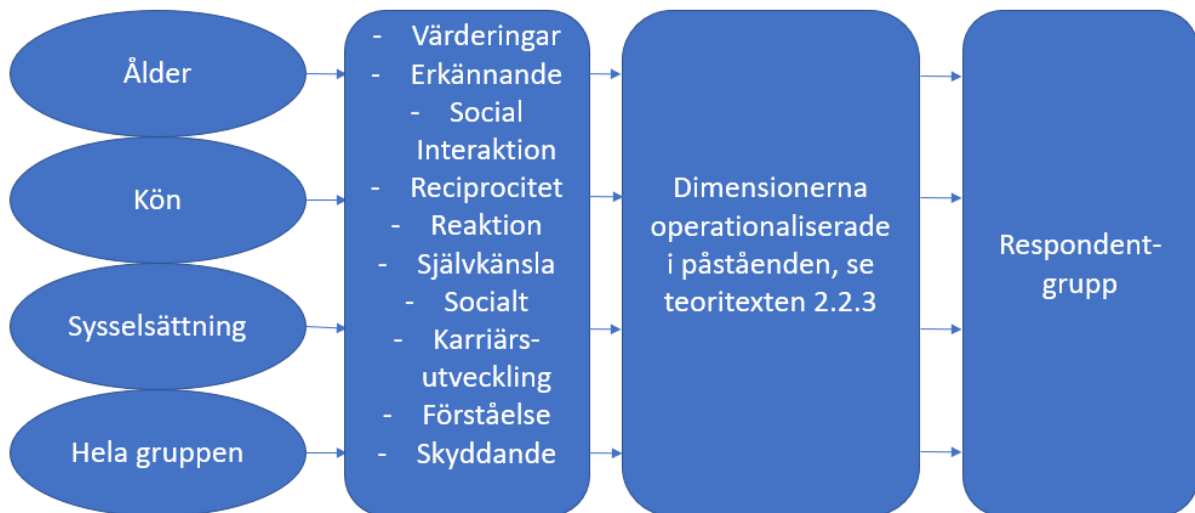 Ålder
Kön
Sysselsättning
Hela gruppen
- Värderingar
- Erkännande
- Social
Interaktion
- Reciprocitet
- Reaktion
- Självkänsla
- Socialt
- Karriärs-
utveckling
- Förståelse
- Skyddande
Dimensionerna
operationaliserade
i påståenden, se
teoritexten 2.2.3
Respondent-
grupp